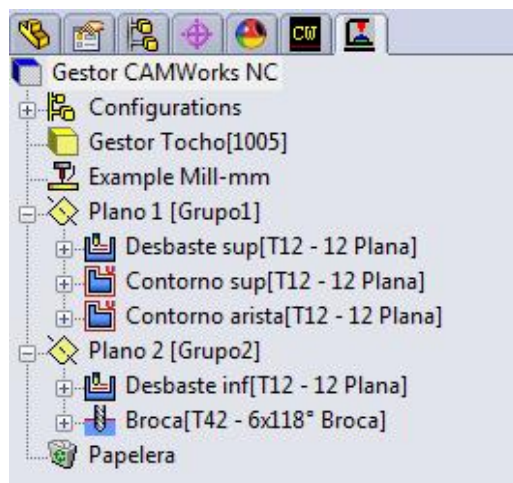 CW
Gestor CAMWorks NC
Configurations
Gestor Tocho[1005]
Example Mill-mm
Plano 1 [Grupo1]
Desbaste sup[T12 - 12 Plana]
Contorno sup[T12 - 12 Plana]
Contorno arista[T12 - 12 Plana]
Plano 2 [Grupo2]
Desbaste inf[T12 - 12 Plana]
Broca[T42 - 6x118° Broca]
Papelera